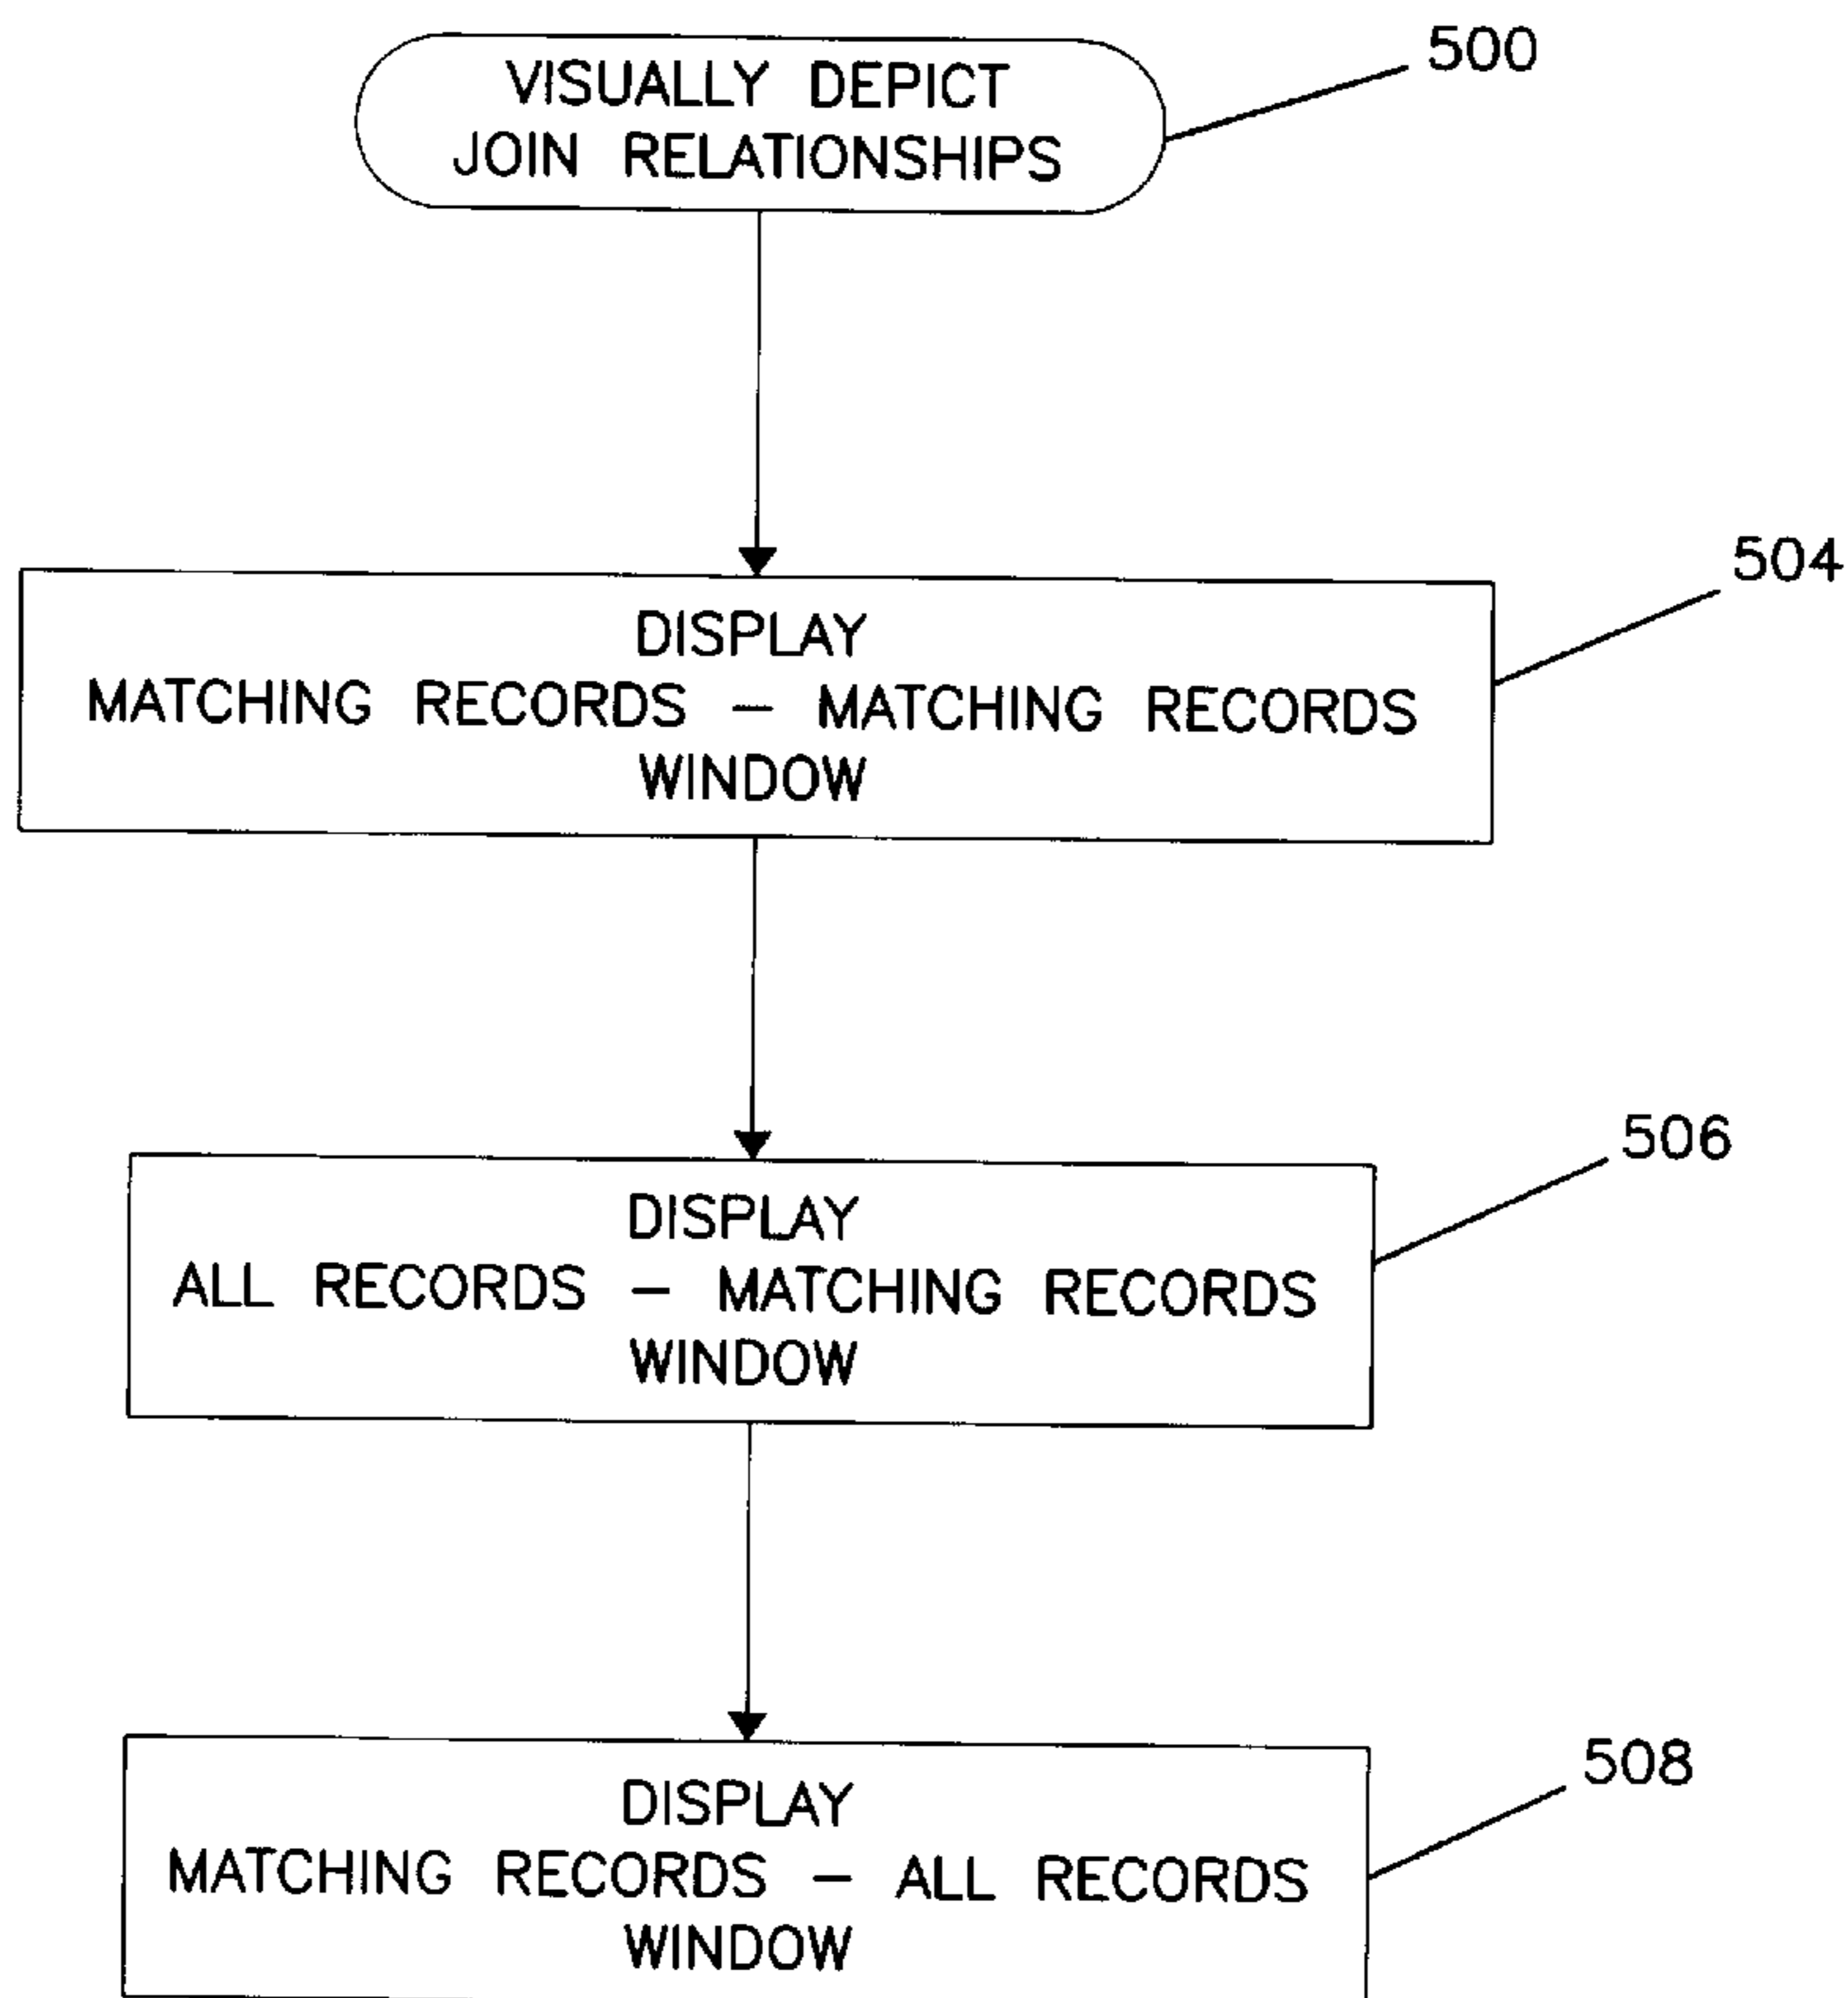 500
VISUALLY DEPICT
JOIN RELATIONSHIPS
504
DISPLAY
MATCHING RECORDS – MATCHING RECORDS
WINDOW
506
DISPLAY
ALL RECORDS – MATCHING RECORDS
WINDOW
508
DISPLAY
MATCHING RECORDS – ALL RECORDS
WINDOW